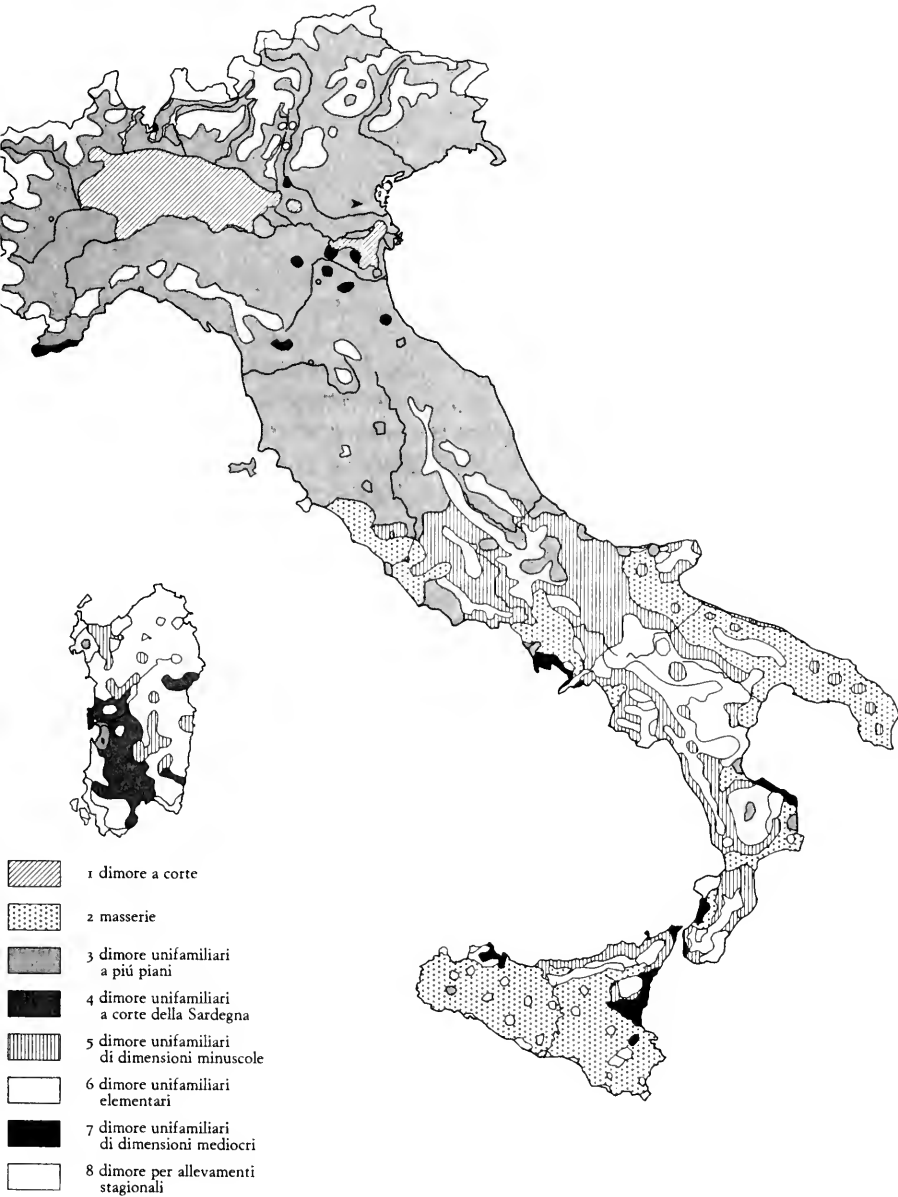 1 dimore a corte
2 masserie
3 dimore unifamiliari
a piú piani
4 dimore unifamiliari
a corte della Sardegna
5 dimore unifamiliari
di dimensioni minuscole
6 dimore unifamiliari
elementari
7 dimore unifamiliari
di dimensioni mediocri
8 dimore per allevamenti
stagionali